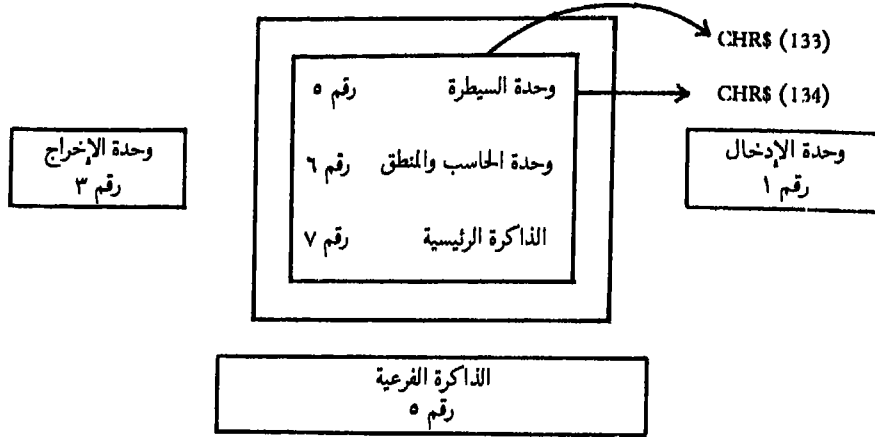 CHR$ (133)
CHR$ (134)
وحدة السيطرة رقم ٥
وحدة الحاسب والمنطق رقم ٦
الذاكرة الرئيسية رقم ٧
وحدة الإدخال
رقم ١
وحدة الإخراج
رقم ٣
الذاكرة الفرعية
رقم ٥